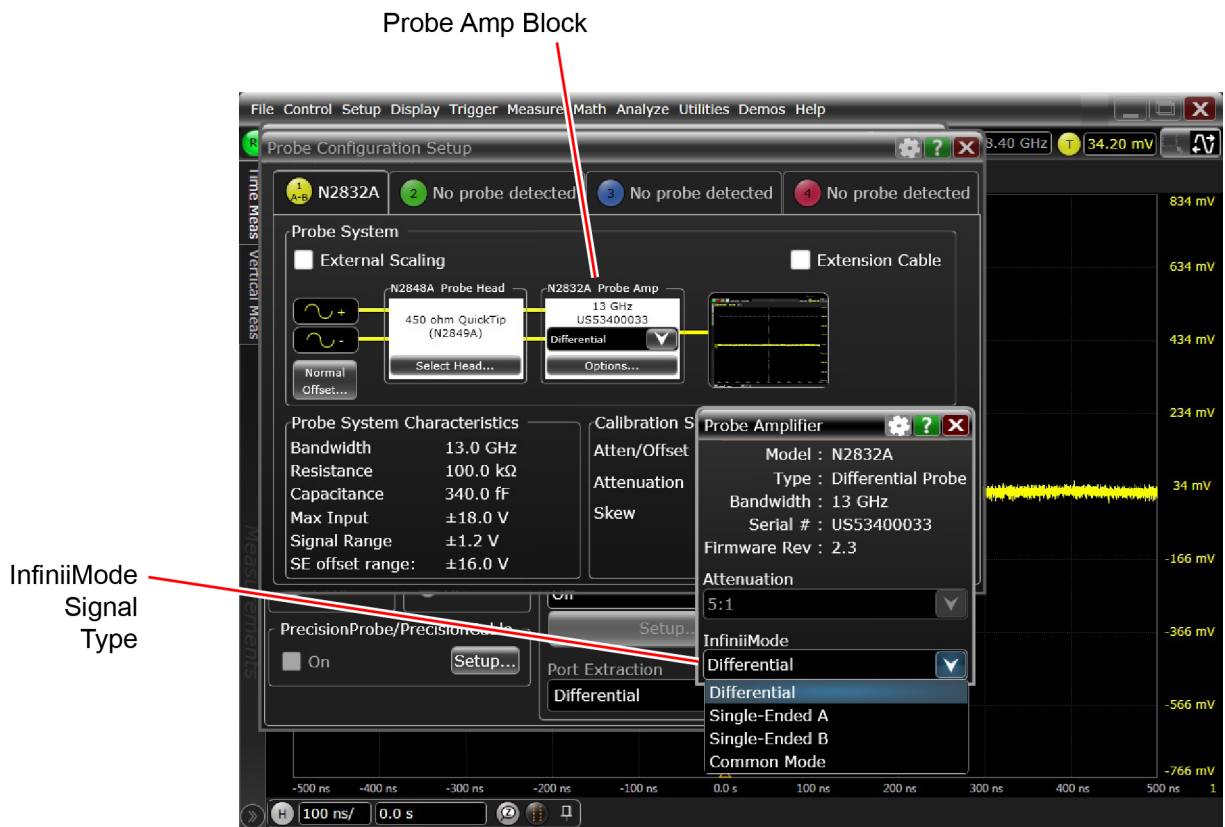 Probe Amp Block
File Control Setup Display Trigger Measure Math Analyze Utilities Demos Help
Probe Configuration Setup
?
8.40 GHz
T
34.20 mV
Time Meas
Vertical Meas
Measurements
1
A-B
N2832A
2
No probe detected
3
No probe detected
4
No probe detected
Probe System
External Scaling
Extension Cable
N2848A Probe Head
450 ohm QuickTip
(N2849A)
Select Head...
N2832A Probe Amp
13 GHz
US53400033
Differential
Options...
+
-
Normal
Offset...
Probe System Characteristics
Bandwidth 13.0 GHz
Resistance 100.0 kΩ
Capacitance 340.0 fF
Max Input ±18.0 V
Signal Range ±1.2 V
SE offset range: ±16.0 V
Calibration S
Atten/Offset
Attenuation
Skew
Probe Amplifier
?
Model : N2832A
Type : Differential Probe
Bandwidth : 13 GHz
Serial # : US53400033
Firmware Rev : 2.3
Attenuation
5:1
InfiniiMode
Differential
Differential
Single-Ended A
Single-Ended B
Common Mode
InfiniiMode
Signal
Type
PrecisionProbe/PrecisionCable
On
Setup...
Setup..
Port Extraction
Differential
834 mV
634 mV
434 mV
234 mV
34 mV
-166 mV
-366 mV
-566 mV
-766 mV
-500 ns -400 ns -300 ns -200 ns -100 ns 0.0 s 100 ns 200 ns 300 ns 400 ns 500 ns 1
H 100 ns/ 0.0 s